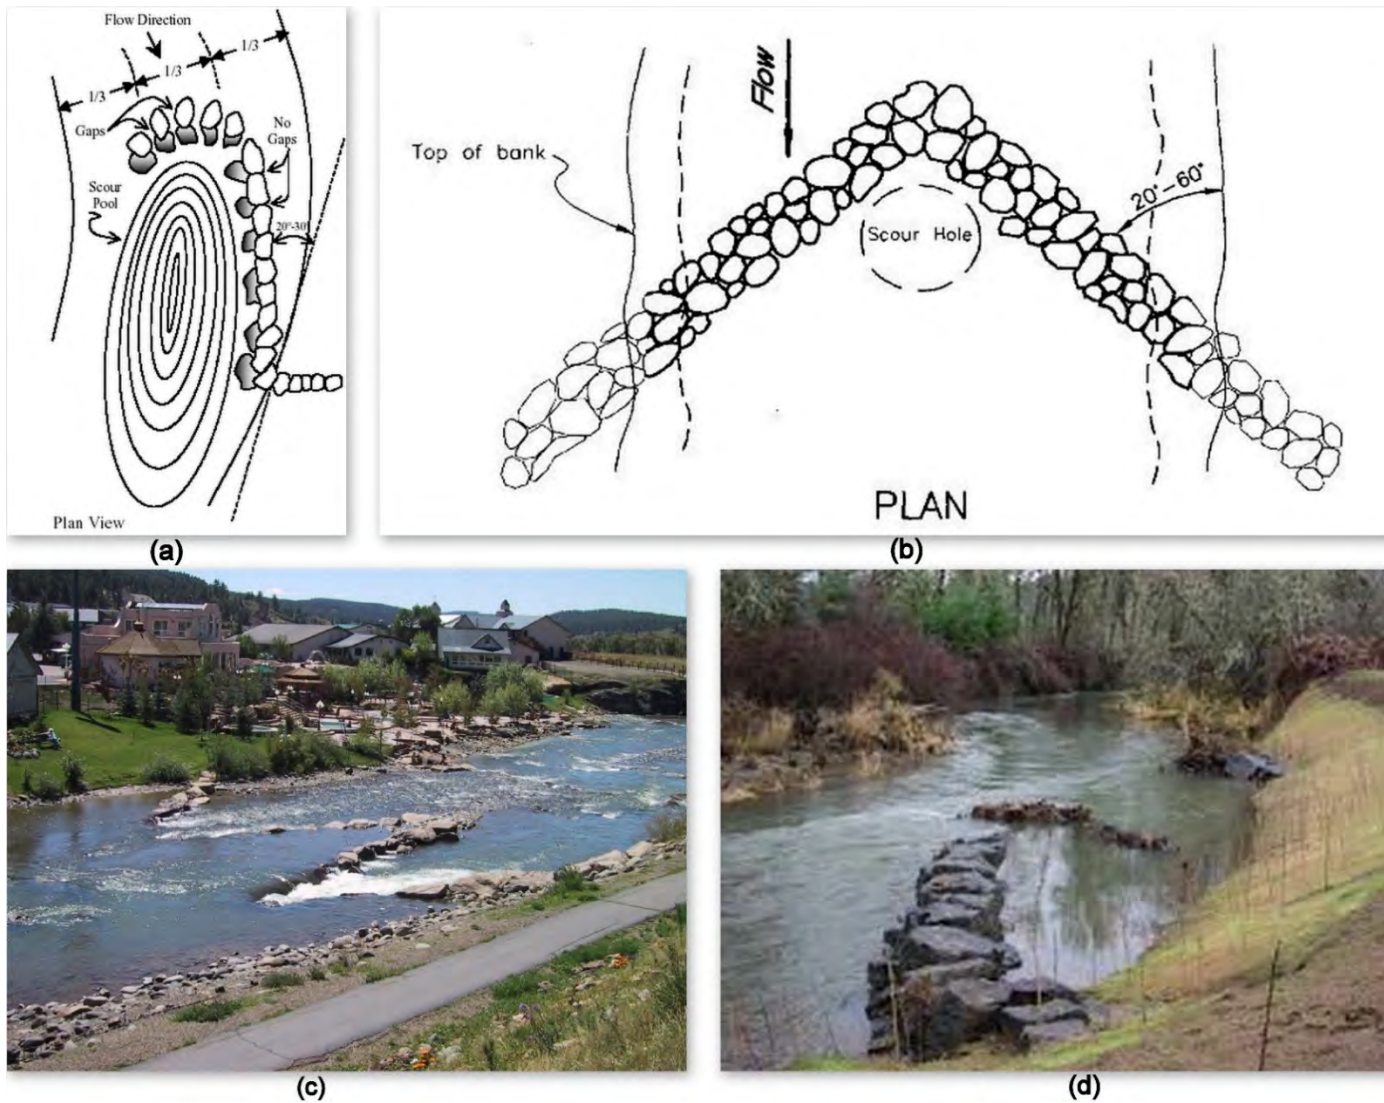 Flow Direction
1/3
1/3
1/3
Gaps
No
Gaps
Scour
Pool
20°-30°
Plan View
(a)
Flow
Top of bank
20°-60°
Scour Hole
PLAN
(b)
(c)
(d)